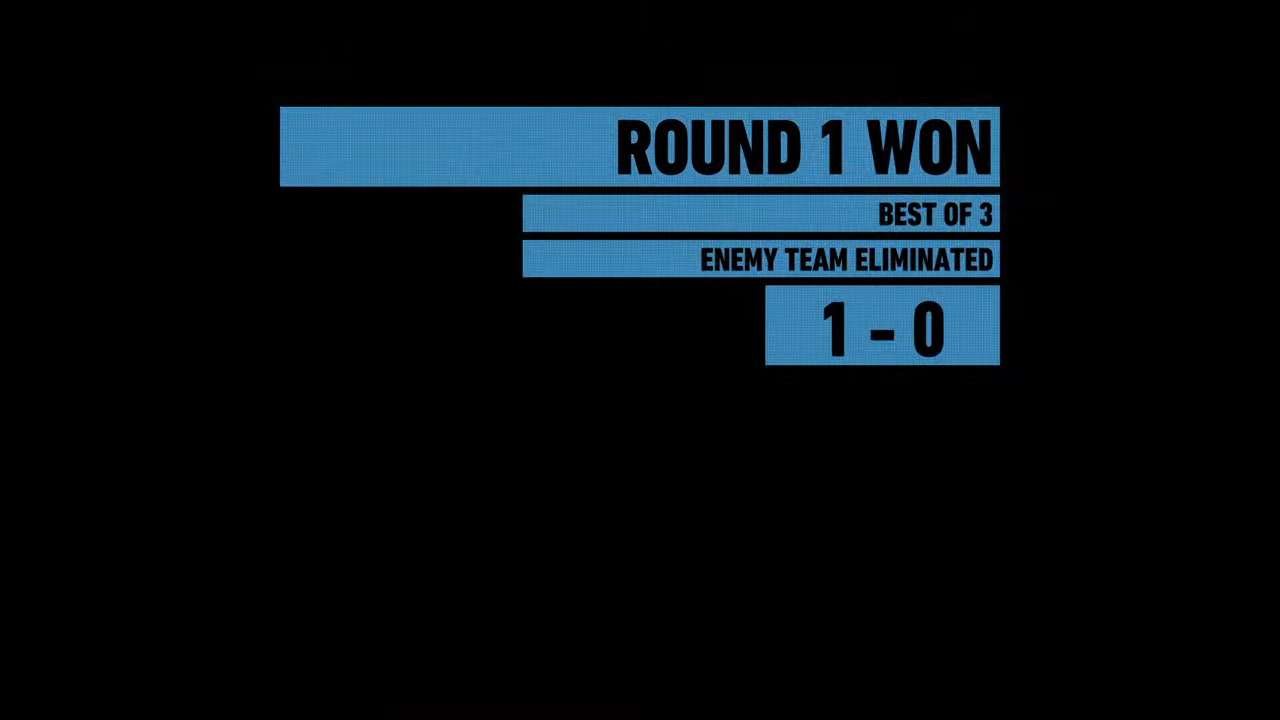 ROUND 1 WON
BEST OF 3
ENEMY TEAM ELIMINATED
1 - 0